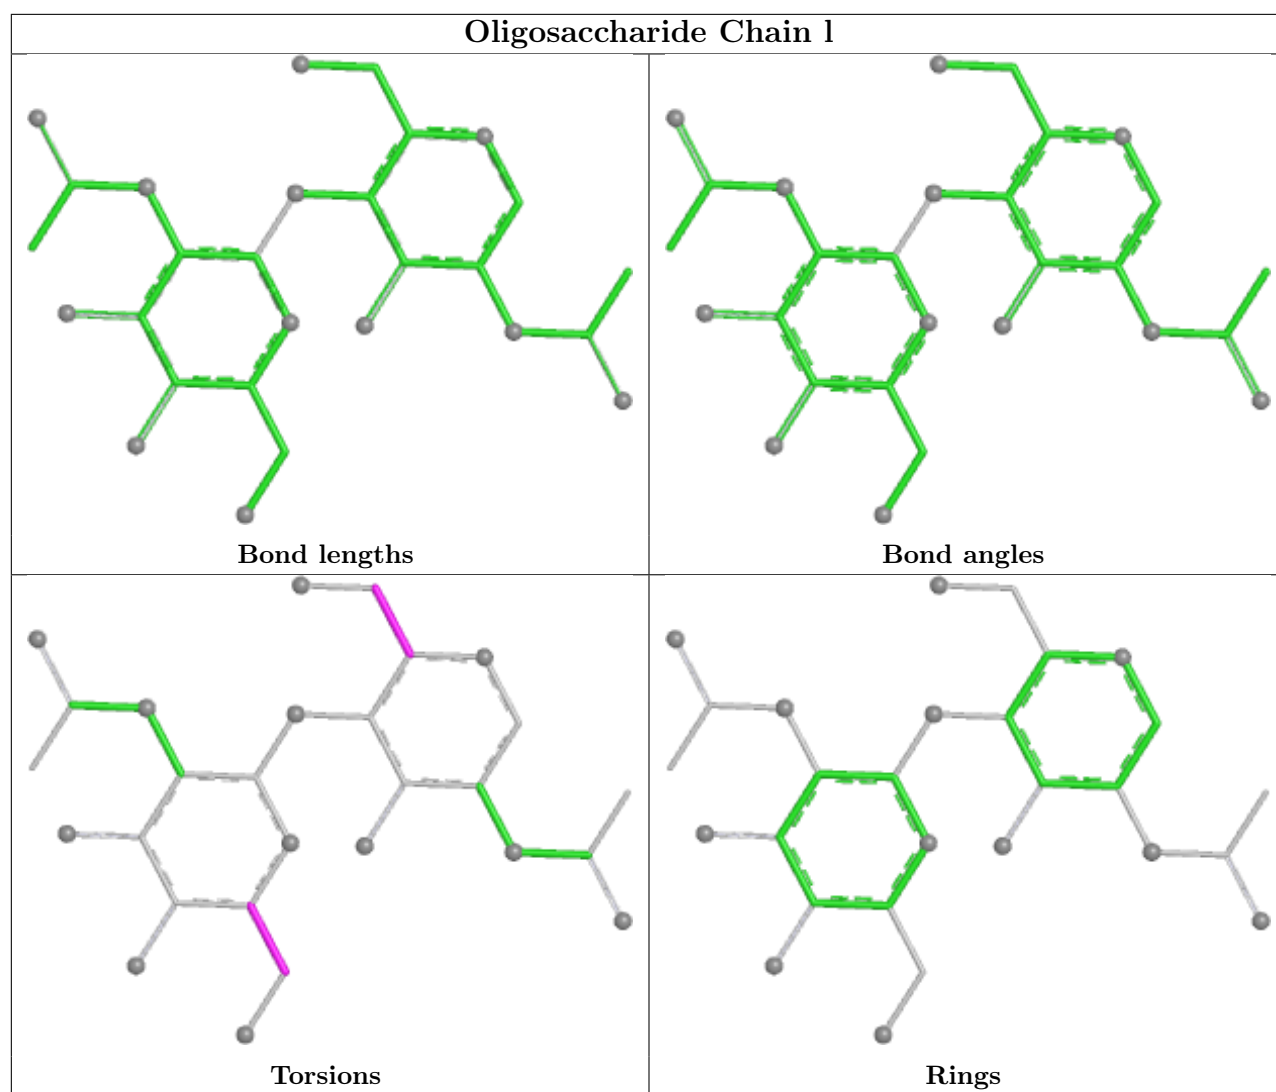 Oligosaccharide Chain l
Bond lengths
Bond angles
Torsions
Rings